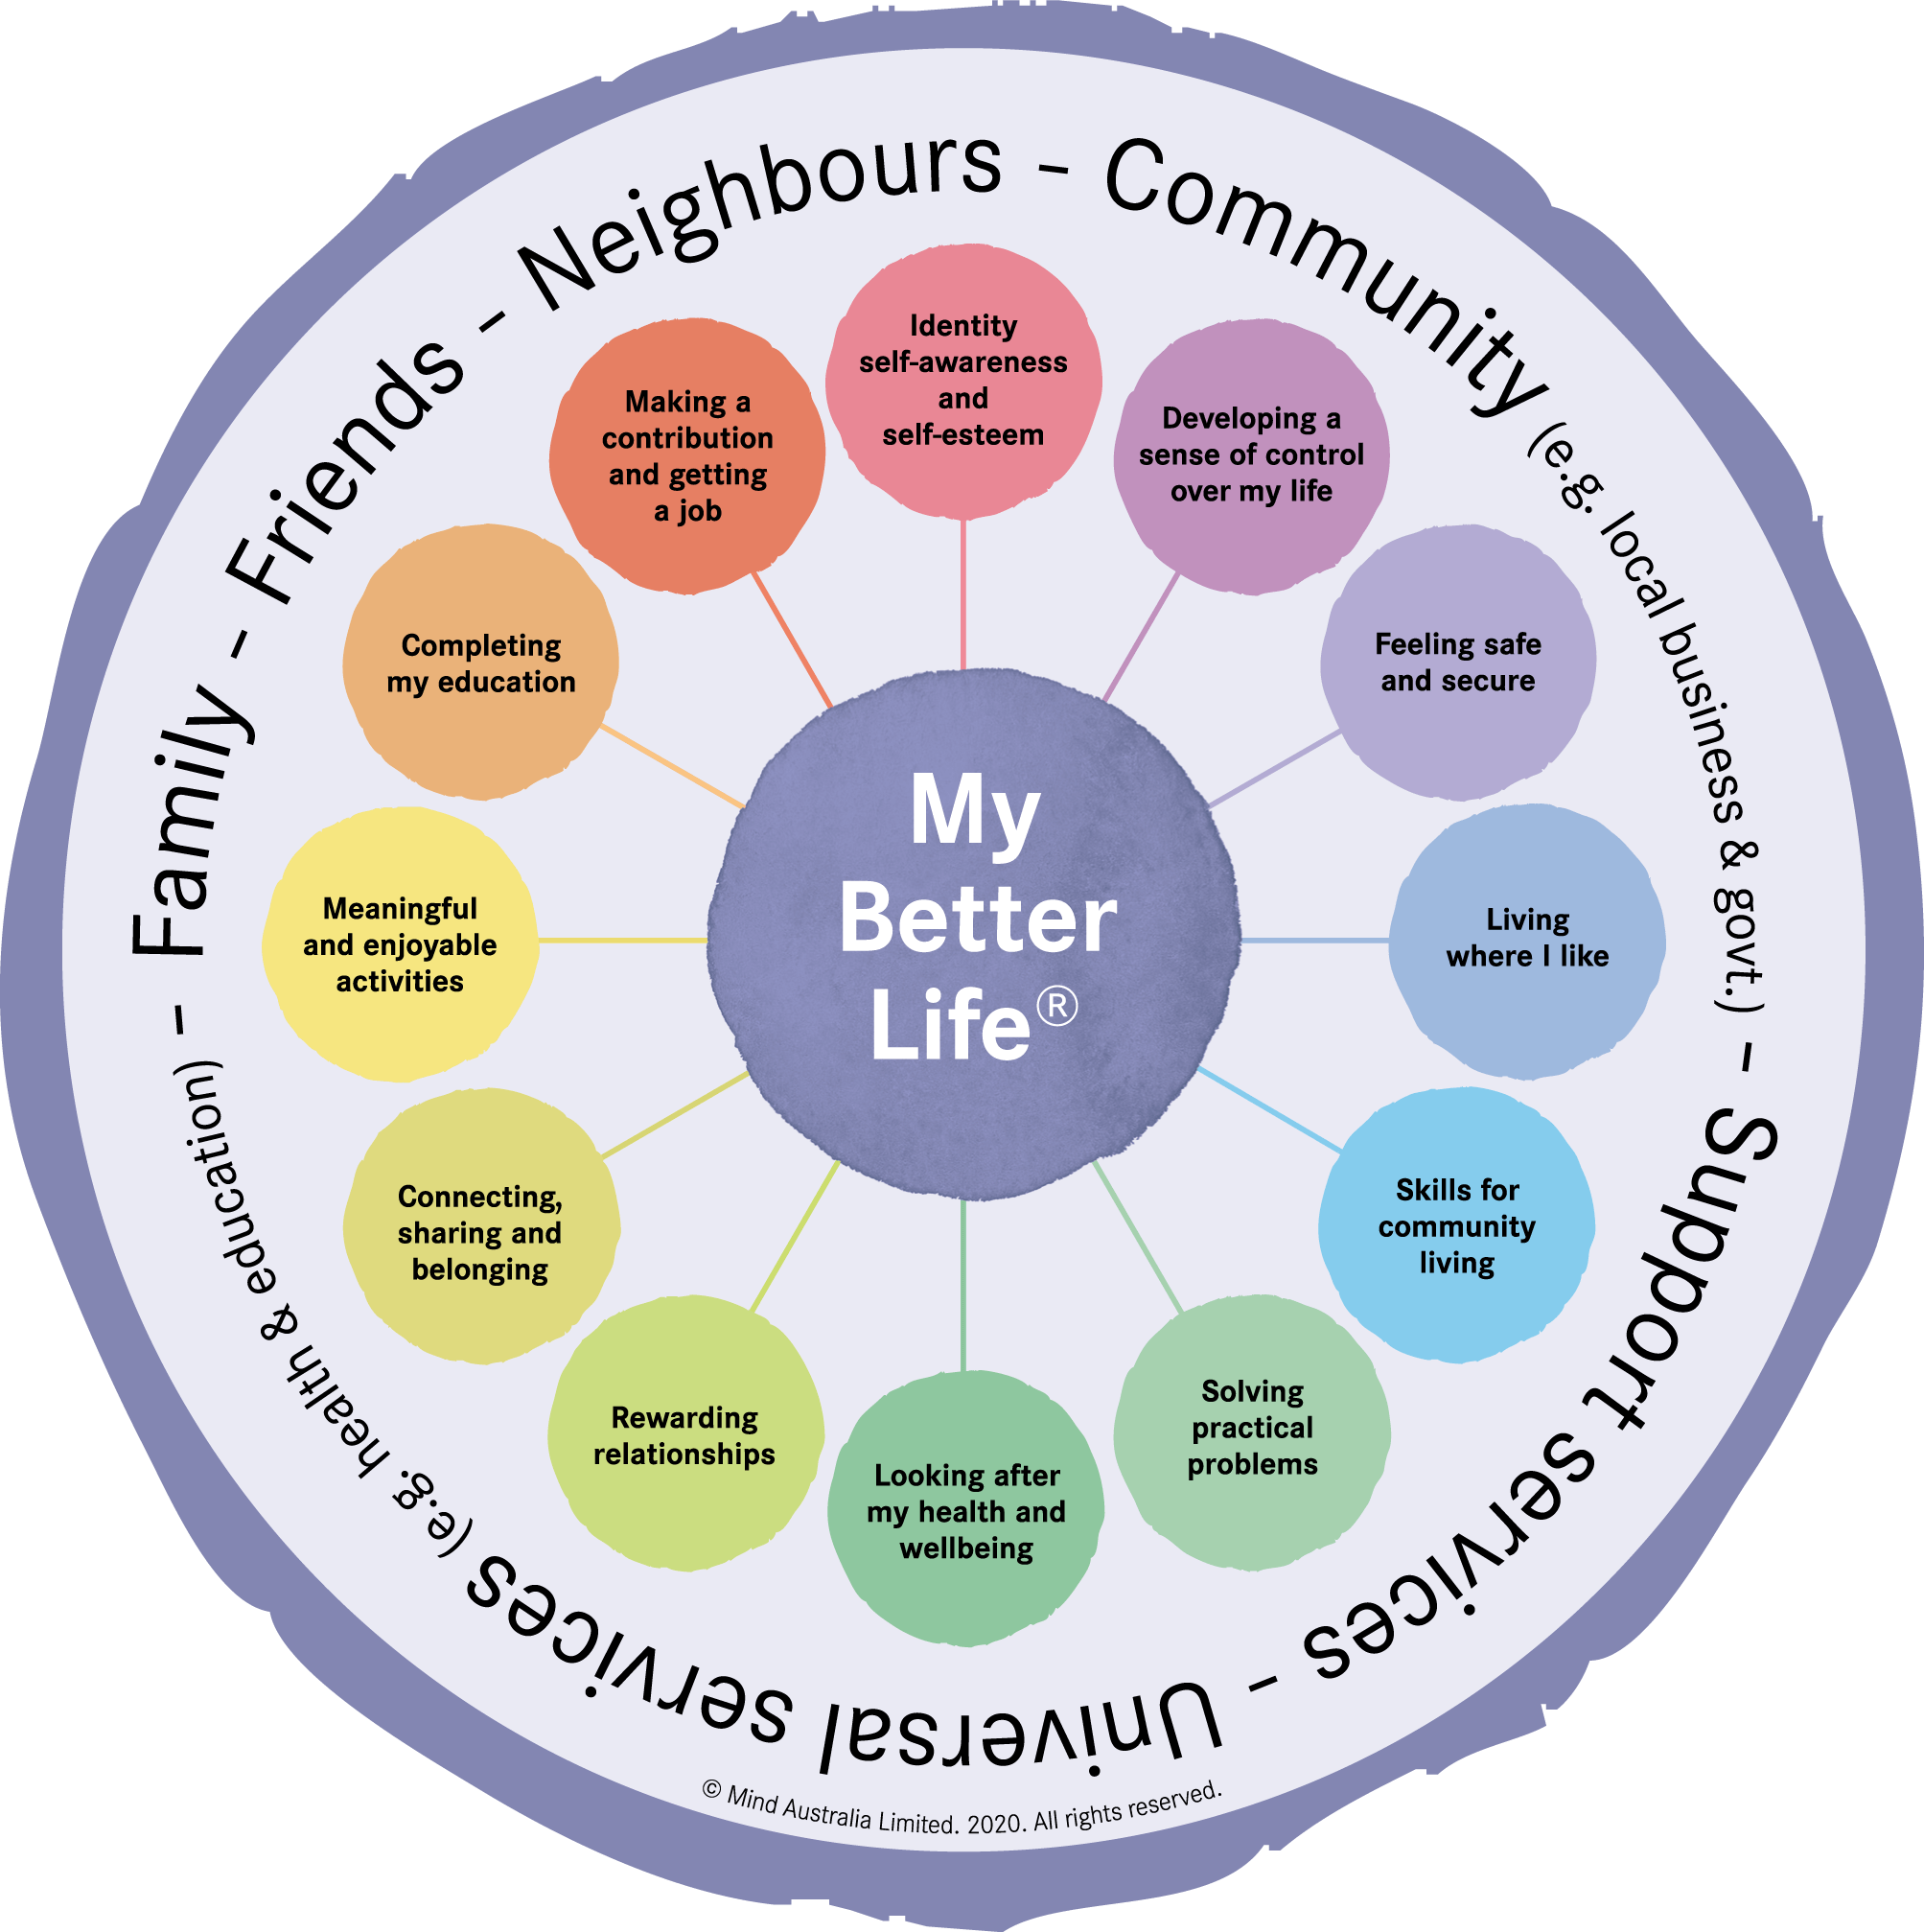 Family - Friends - Neighbours - Community (e.g. local business & govt.) - Support services - Universal services (e.g. health & education) -
Identity
self-awareness
and
self-esteem
Developing a
sense of control
over my life
Feeling safe
and secure
Living
where I like
Skills for
community
living
Solving
practical
problems
Looking after
my health and
wellbeing
Rewarding
relationships
Connecting,
sharing and
belonging
Meaningful
and enjoyable
activities
Completing
my education
Making a
contribution
and getting
a job
My
Better
Life®
© Mind Australia Limited. 2020. All rights reserved.